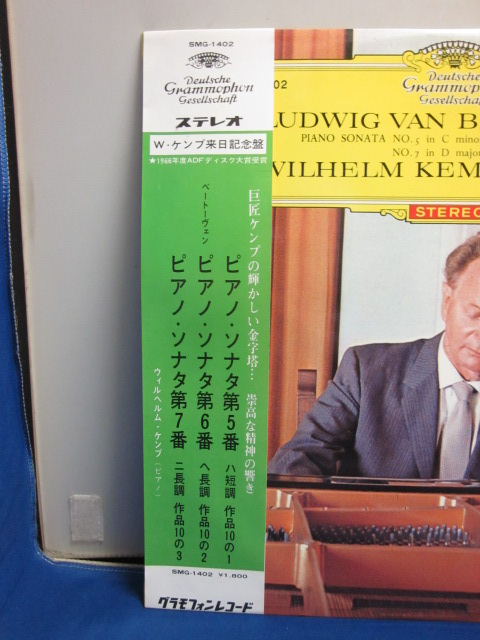 SMG-1402
Deutsche
Grammophon
Gesellschaft
ステレオ
W・ケンプ来日記念盤
★1966年度ADFディスク大賞受賞
巨匠ケンプの輝かしい金字塔… 崇高な精神の響き
ベートーヴェン
ピアノ・ソナタ第5番 ハ短調 作品10の1
ピアノ・ソナタ第6番 ヘ長調 作品10の2
ピアノ・ソナタ第7番 ニ長調 作品10の3
ウィルヘルム・ケンプ(ピアノ)
SMG-1402 ¥1,800
グラモフォンレコード
02
Deutsche
Grammoph
Gesellscha
LUDWIG VAN B
PIANO SONATA NO.5 in C minor
NO.7 in D major
WILHELM KEM
STEREO